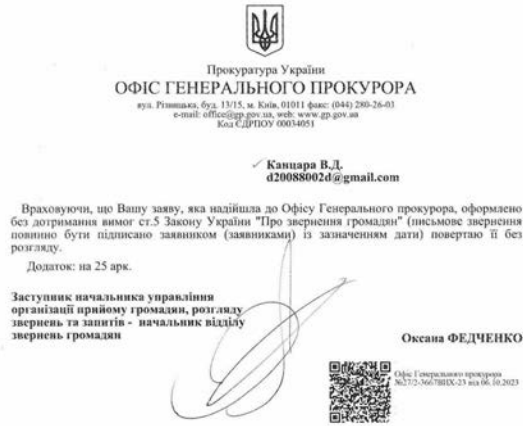 Прокуратура України
ОФІС ГЕНЕРАЛЬНОГО ПРОКУРОРА
вул. Різницька, буд. 13/15, м. Київ, 01011 факс: (044) 280-26-03
e-mail: office@gp.gov.ua, web: www.gp.gov.ua
Код ЄДРПОУ 00034051
Канцара В.Д.
d20088002d@gmail.com
Враховуючи, що Вашу заяву, яка надійшла до Офісу Генерального прокурора, оформлено
без дотримання вимог ст.5 Закону України "Про звернення громадян" (письмове звернення
повинно бути підписано заявником (заявниками) із зазначенням дати) повертаю її без
розгляду.
Додаток: на 25 арк.
Заступник начальника управління
організації прийому громадян, розгляду
звернень та запитів - начальник відділу
звернень громадян
Оксана ФЕДЧЕНКО
Офіс Генерального прокурора
№27/2-3667ВИХ-23 від 06.10.2023